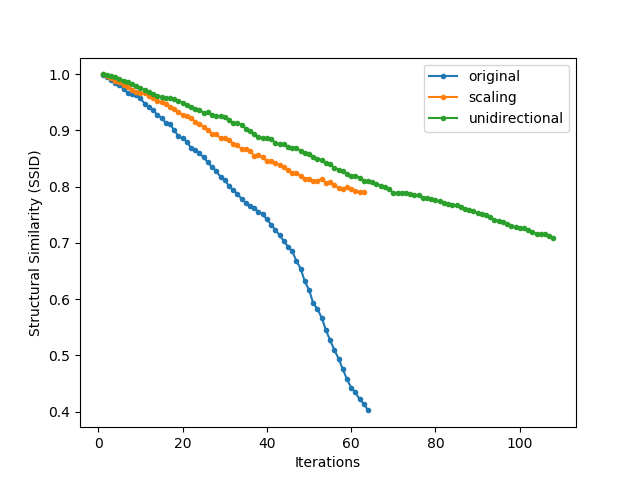 original
scaling
unidirectional
1.0
0.9
0.8
0.7
0.6
0.5
0.4
Structural Similarity (SSID)
0 20 40 60 80 100
Iterations